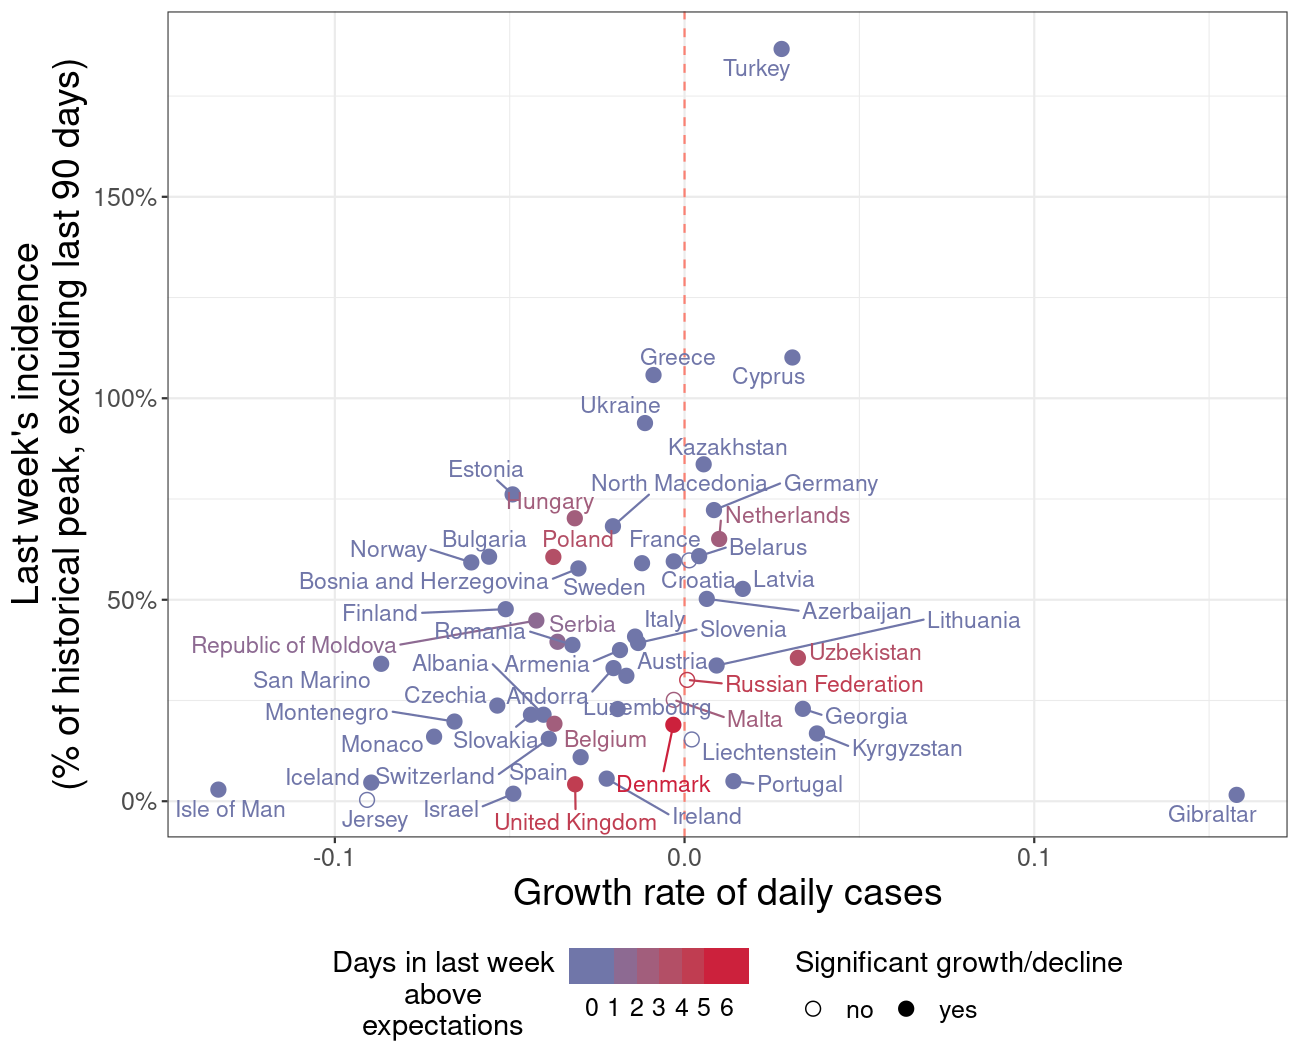 Last week's incidence
(% of historical peak, excluding last 90 days)
150%
100%
50%
0%
Turkey
Greece
Cyprus
Ukraine
Kazakhstan
Estonia
North Macedonia
Germany
Hungary
Netherlands
Bulgaria
Poland
France
Norway
Belarus
Bosnia and Herzegovina
Sweden
Croatia
Latvia
Finland
Azerbaijan
Serbia
Italy
Lithuania
Romania
Slovenia
Republic of Moldova
Uzbekistan
Albania
Armenia
Austria
San Marino
Russian Federation
Czechia
Andorra
Luxembourg
Montenegro
Malta
Georgia
Monaco
Slovakia
Belgium
Liechtenstein
Kyrgyzstan
Iceland
Switzerland
Spain
Denmark
Portugal
Isle of Man
Jersey
Israel
United Kingdom
Ireland
Gibraltar
-0.1
0.0
0.1
Growth rate of daily cases
Days in last week
above
expectations
0 1 2 3 4 5 6
Significant growth/decline
no
yes